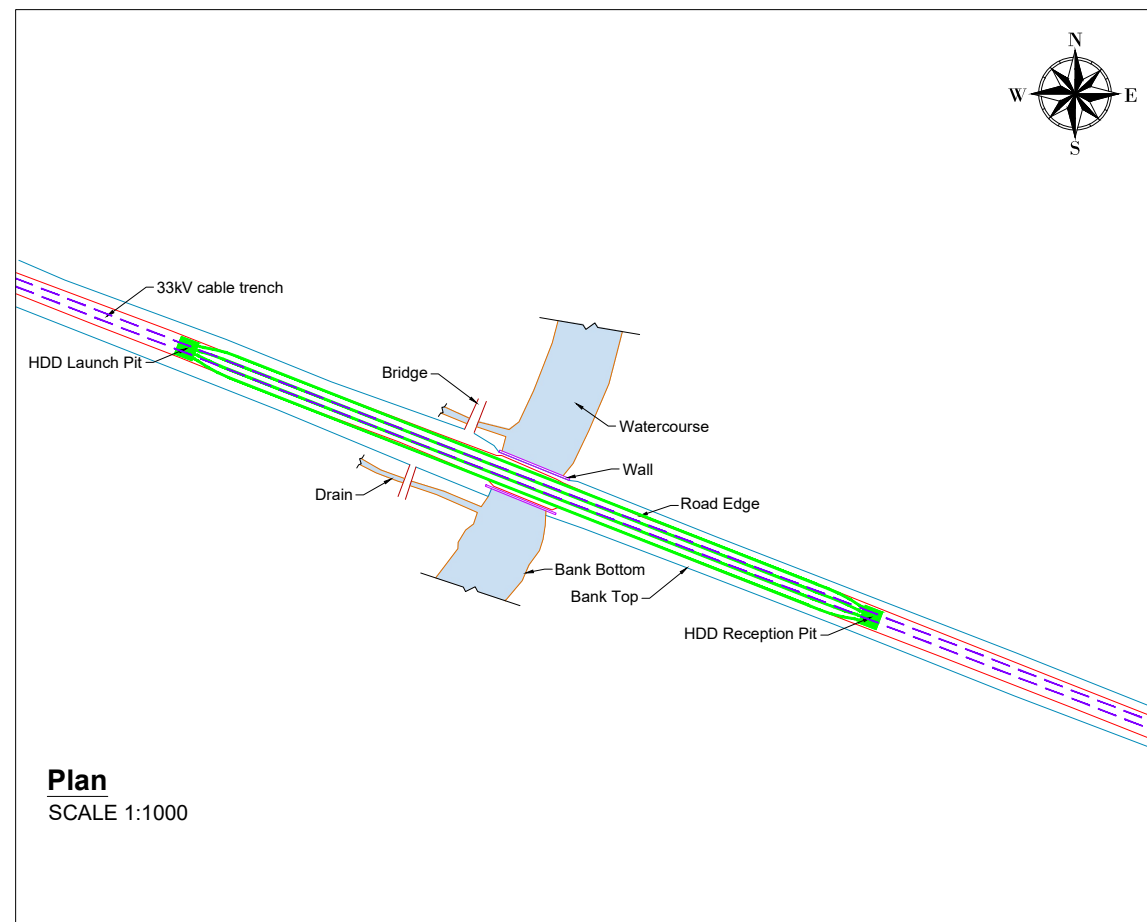 N
W
E
S
33kV cable trench
HDD Launch Pit
Bridge
Watercourse
Wall
Drain
Road Edge
Bank Bottom
Bank Top
HDD Reception Pit
Plan
SCALE 1:1000